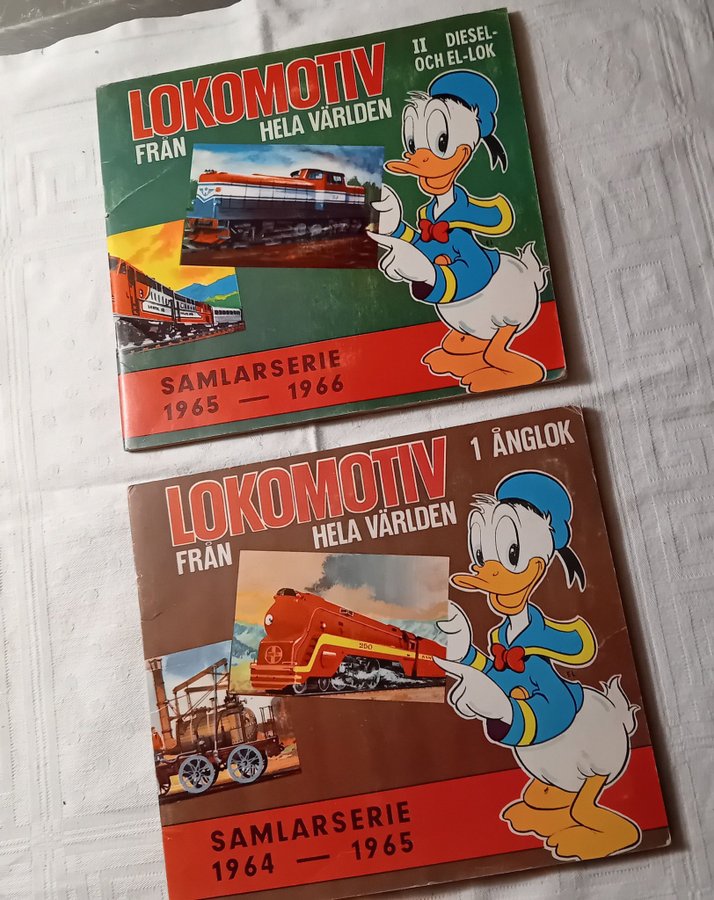 LOKOMOTIV
FRÅN HELA VÄRLDEN
II DIESEL-
OCH EL-LOK
SAMLARSERIE
1965 — 1966
LOKOMOTIV
FRÅN HELA VÄRLDEN
1 ÅNGLOK
290
SAMLARSERIE
1964 — 1965